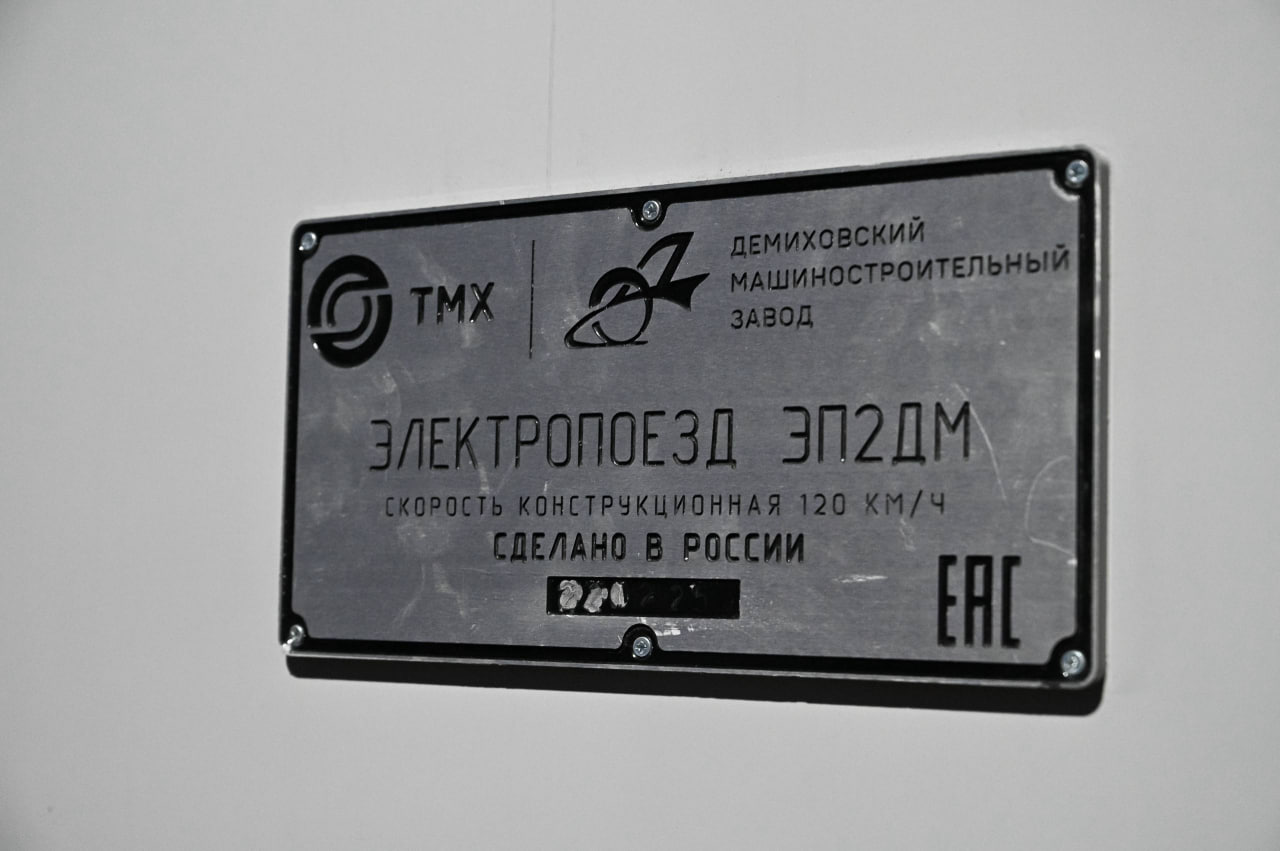 ТМХ
ДЕМИХОВСКИЙ
МАШИНОСТРОИТЕЛЬНЫЙ
ЗАВОД
ЭЛЕКТРОПОЕЗД ЭП2ДМ
СКОРОСТЬ КОНСТРУКЦИОННАЯ 120 КМ/Ч
СДЕЛАНО В РОССИИ
ЕАС